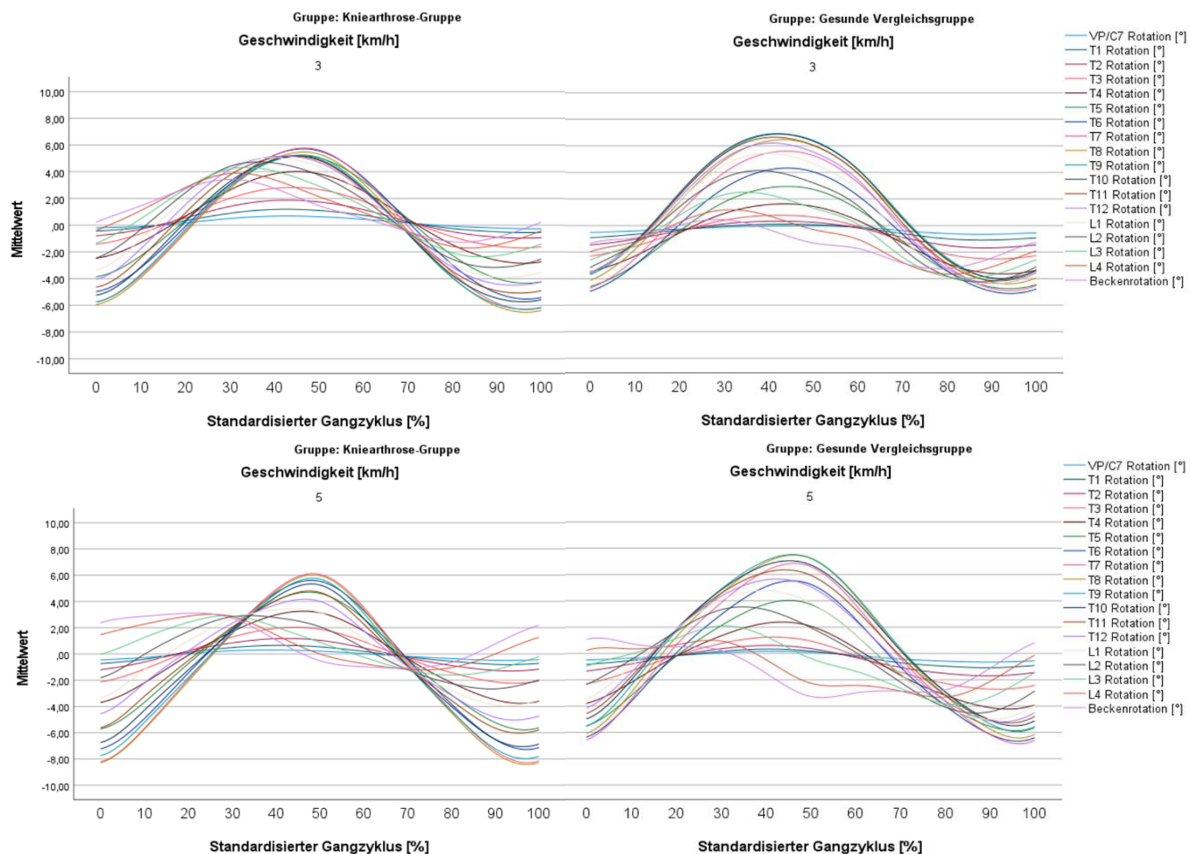 Gruppe: Kniearthrose-Gruppe
Geschwindigkeit [km/h]
3
Gruppe: Gesunde Vergleichsgruppe
Geschwindigkeit [km/h]
3
Mittelwert
10,00
8,00
6,00
4,00
2,00
,00
-2,00
-4,00
-6,00
-8,00
-10,00
0 10 20 30 40 50 60 70 80 90 100
Standardisierter Gangzyklus [%]
0 10 20 30 40 50 60 70 80 90 100
Standardisierter Gangzyklus [%]
VP/C7 Rotation [°]
T1 Rotation [°]
T2 Rotation [°]
T3 Rotation [°]
T4 Rotation [°]
T5 Rotation [°]
T6 Rotation [°]
T7 Rotation [°]
T8 Rotation [°]
T9 Rotation [°]
T10 Rotation [°]
T11 Rotation [°]
T12 Rotation [°]
L1 Rotation [°]
L2 Rotation [°]
L3 Rotation [°]
L4 Rotation [°]
Beckenrotation [°]
Gruppe: Kniearthrose-Gruppe
Geschwindigkeit [km/h]
5
Gruppe: Gesunde Vergleichsgruppe
Geschwindigkeit [km/h]
5
Mittelwert
10,00
8,00
6,00
4,00
2,00
,00
-2,00
-4,00
-6,00
-8,00
-10,00
0 10 20 30 40 50 60 70 80 90 100
Standardisierter Gangzyklus [%]
0 10 20 30 40 50 60 70 80 90 100
Standardisierter Gangzyklus [%]
VP/C7 Rotation [°]
T1 Rotation [°]
T2 Rotation [°]
T3 Rotation [°]
T4 Rotation [°]
T5 Rotation [°]
T6 Rotation [°]
T7 Rotation [°]
T8 Rotation [°]
T9 Rotation [°]
T10 Rotation [°]
T11 Rotation [°]
T12 Rotation [°]
L1 Rotation [°]
L2 Rotation [°]
L3 Rotation [°]
L4 Rotation [°]
Beckenrotation [°]